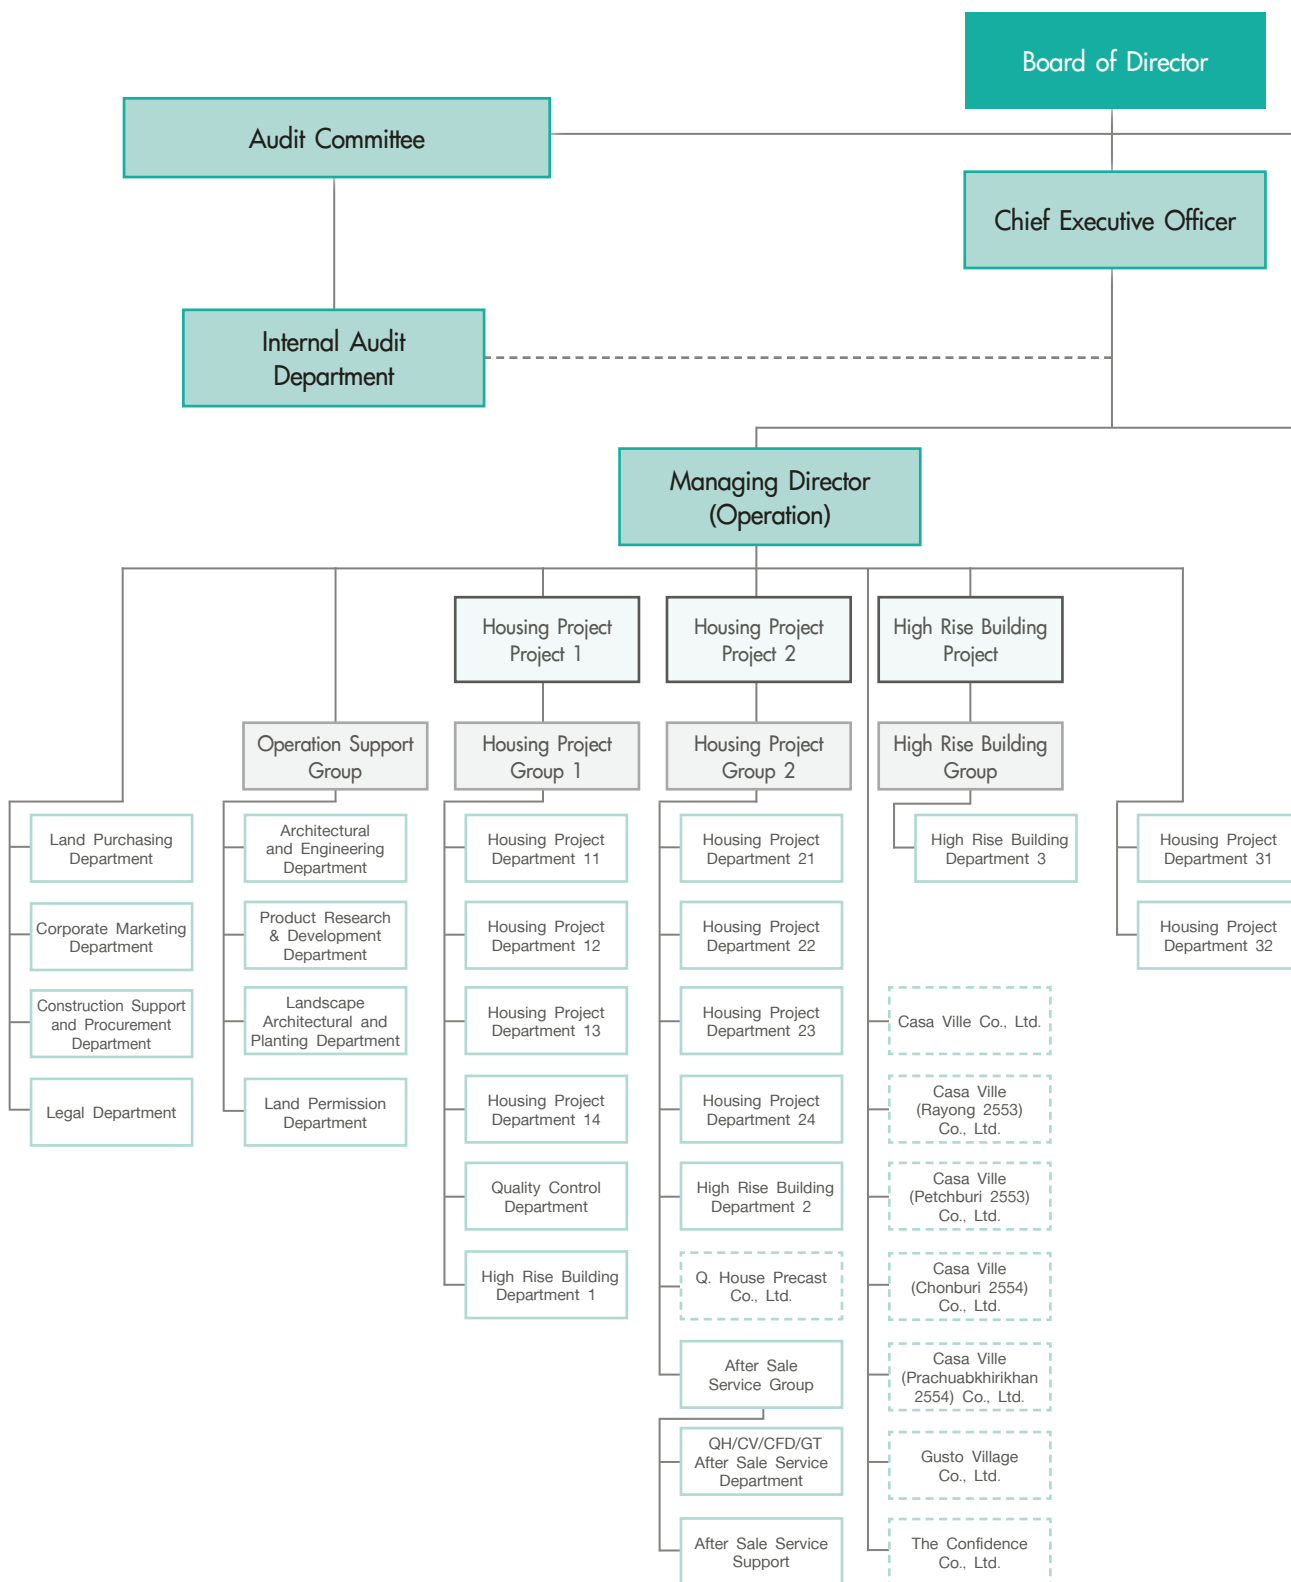 Board of Director
Audit Committee
Chief Executive Officer
Internal Audit
Department
Managing Director
(Operation)
Housing Project
Project 1
Housing Project
Project 2
High Rise Building
Project
Operation Support
Group
Housing Project
Group 1
Housing Project
Group 2
High Rise Building
Group
Land Purchasing
Department
Corporate Marketing
Department
Construction Support
and Procurement
Department
Legal Department
Architectural
and Engineering
Department
Product Research
& Development
Department
Landscape
Architectural and
Planting Department
Land Permission
Department
Housing Project
Department 11
Housing Project
Department 12
Housing Project
Department 13
Housing Project
Department 14
Quality Control
Department
High Rise Building
Department 1
Housing Project
Department 21
Housing Project
Department 22
Housing Project
Department 23
Housing Project
Department 24
High Rise Building
Department 2
Q. House Precast
Co., Ltd.
After Sale
Service Group
QH/CV/CFD/GT
After Sale Service
Department
After Sale Service
Support
High Rise Building
Department 3
Casa Ville Co., Ltd.
Casa Ville
(Rayong 2553)
Co., Ltd.
Casa Ville
(Petchburi 2553)
Co., Ltd.
Casa Ville
(Chonburi 2554)
Co., Ltd.
Casa Ville
(Prachuabkhirikhan
2554) Co., Ltd.
Gusto Village
Co., Ltd.
The Confidence
Co., Ltd.
Housing Project
Department 31
Housing Project
Department 32